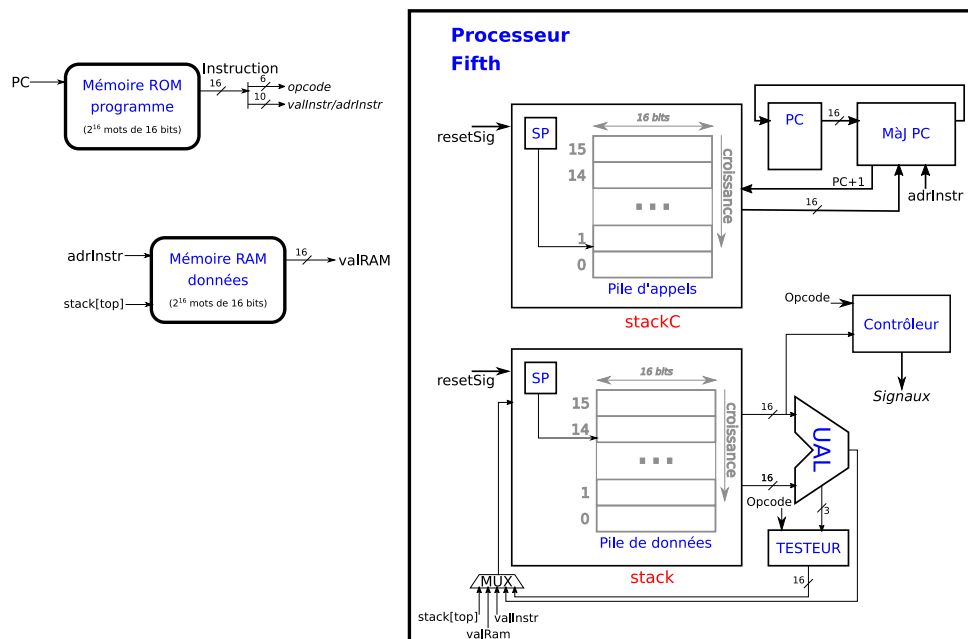 PC
Mémoire ROM
programme
(2^16 mots de 16 bits)
Instruction
16
6
opcode
10
valInstr/adrInstr
adrInstr
stack[top]
Mémoire RAM
données
(2^16 mots de 16 bits)
16
valRAM
Processeur
Fifth
resetSig
SP
16 bits
15
14
1
0
croissance
Pile d'appels
stackC
PC
16
MàJ PC
PC+1
16
adrInstr
Opcode
Contrôleur
Signaux
resetSig
SP
16 bits
15
14
1
0
croissance
Pile de données
stack
16
16
UAL
Opcode
3
TESTEUR
16
MUX
stack[top]
valInstr
valRam